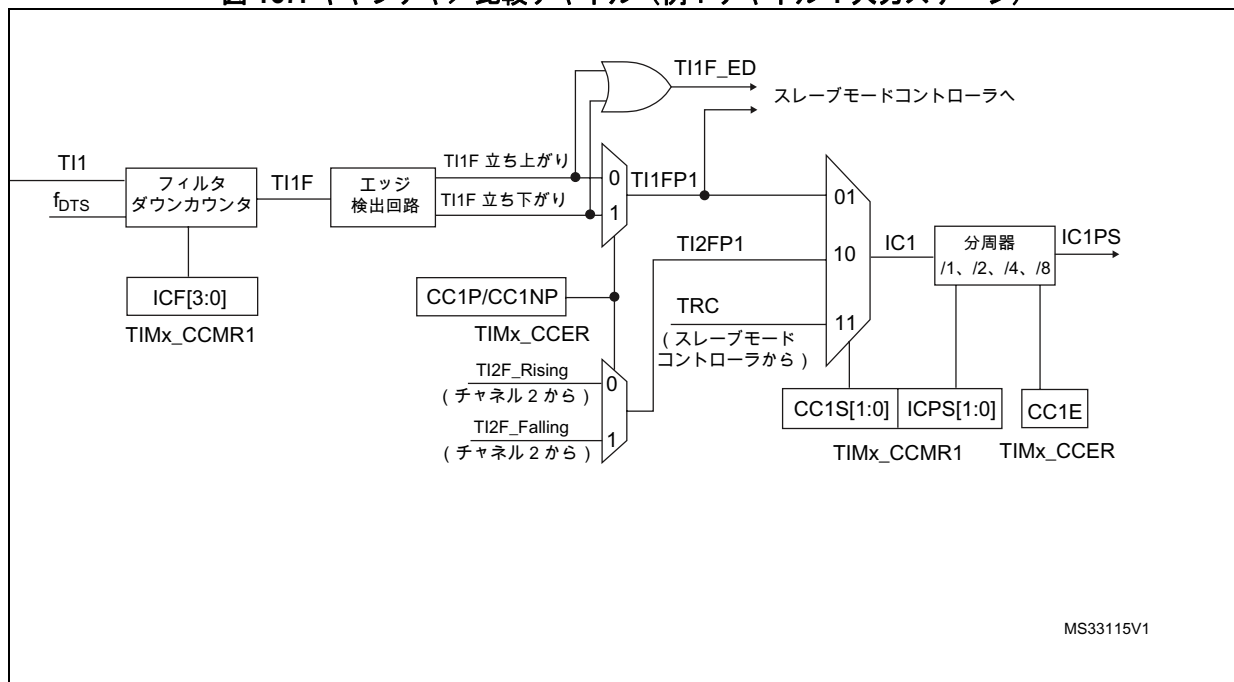 TI1F_ED
スレーブモードコントローラへ
TI1
fDTS
フィルタ
ダウンカウンタ
TI1F
エッジ
検出回路
TI1F 立ち上がり
TI1F 立ち下がり
0
1
TI1FP1
01
TI2FP1
10
IC1
分周器
/1、/2、/4、/8
IC1PS
TRC
11
(スレーブモード
コントローラから)
ICF[3:0]
TIMx_CCMR1
CC1P/CC1NP
TIMx_CCER
TI2F_Rising
(チャネル 2 から)
0
TI2F_Falling
(チャネル 2 から)
1
CC1S[1:0]
ICPS[1:0]
CC1E
TIMx_CCMR1
TIMx_CCER
MS33115V1